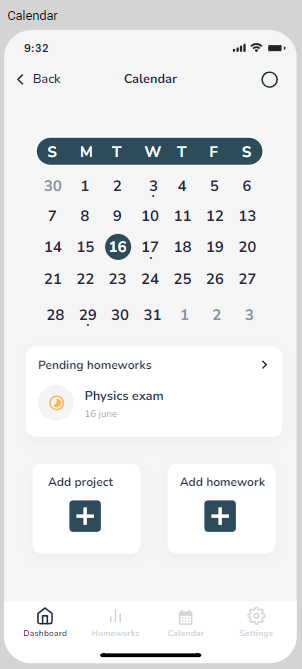 Calendar
9:32
Back Calendar
S M T W T F S
30 1 2 3 4 5 6
7 8 9 10 11 12 13
14 15 16 17 18 19 20
21 22 23 24 25 26 27
28 29 30 31 1 2 3
Pending homeworks
Physics exam
16 june
Add project Add homework
Dashboard Homeworks Calendar Settings